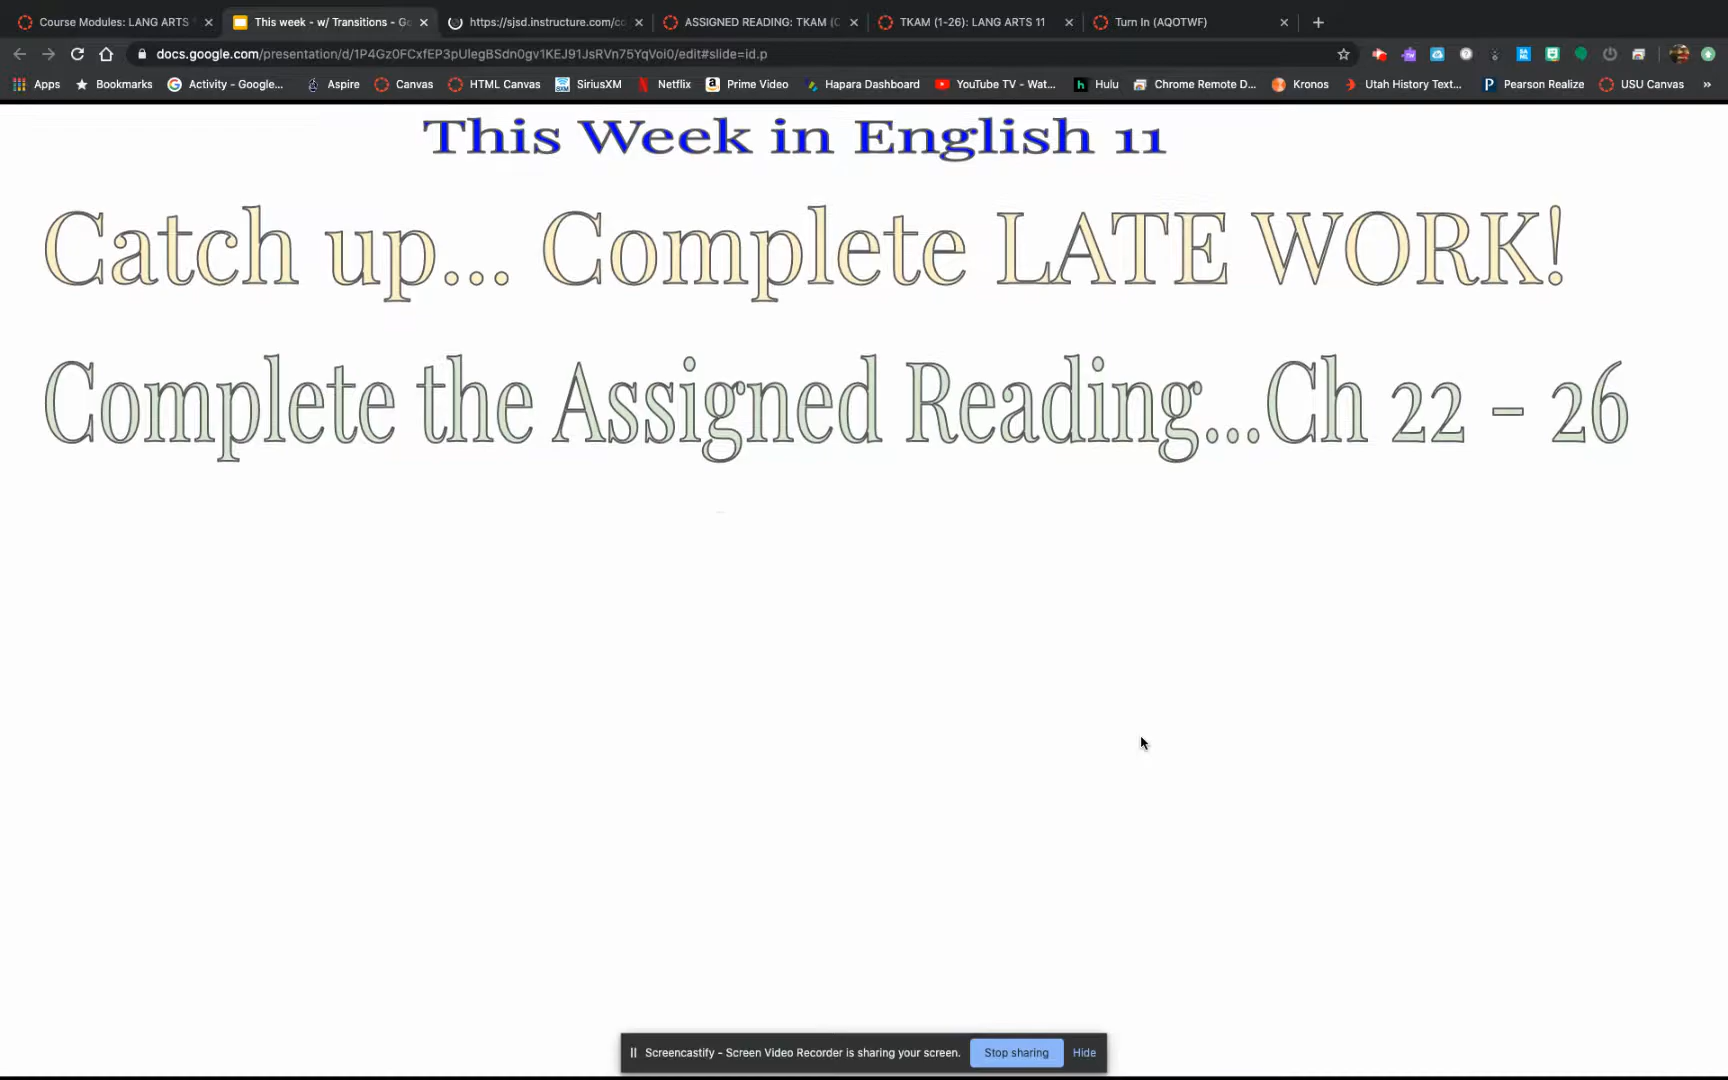 Course Modules: LANG ARTS
This week - w/ Transitions - Go
https://sjsd.instructure.com/co
ASSIGNED READING: TKAM (C
TKAM (1-26): LANG ARTS 11
Turn In (AQOTWF)
docs.google.com/presentation/d/1P4Gz0FCxfEP3pUlegBSdn0gv1KEJ91JsRVn75YqVoi0/edit#slide=id.p
Apps
Bookmarks
Activity - Google...
Aspire
Canvas
HTML Canvas
SiriusXM
Netflix
Prime Video
Hapara Dashboard
YouTube TV - Wat...
Hulu
Chrome Remote D...
Kronos
Utah History Text...
Pearson Realize
USU Canvas
This Week in English 11
Catch up... Complete LATE WORK!
Complete the Assigned Reading...Ch 22 - 26
Screencastify - Screen Video Recorder is sharing your screen.
Stop sharing
Hide